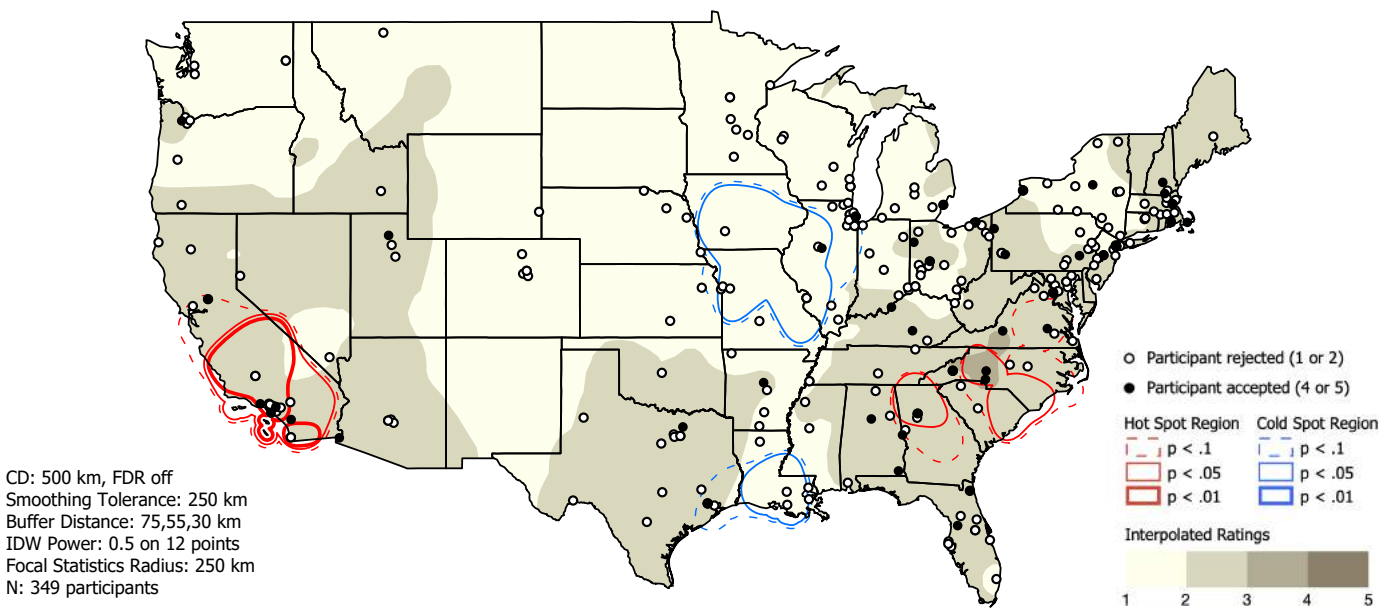 CD: 500 km, FDR off
Smoothing Tolerance: 250 km
Buffer Distance: 75,55,30 km
IDW Power: 0.5 on 12 points
Focal Statistics Radius: 250 km
N: 349 participants
Participant rejected (1 or 2)
Participant accepted (4 or 5)
Hot Spot Region Cold Spot Region
p < .1 p < .1
p < .05 p < .05
p < .01 p < .01
Interpolated Ratings
1 2 3 4 5